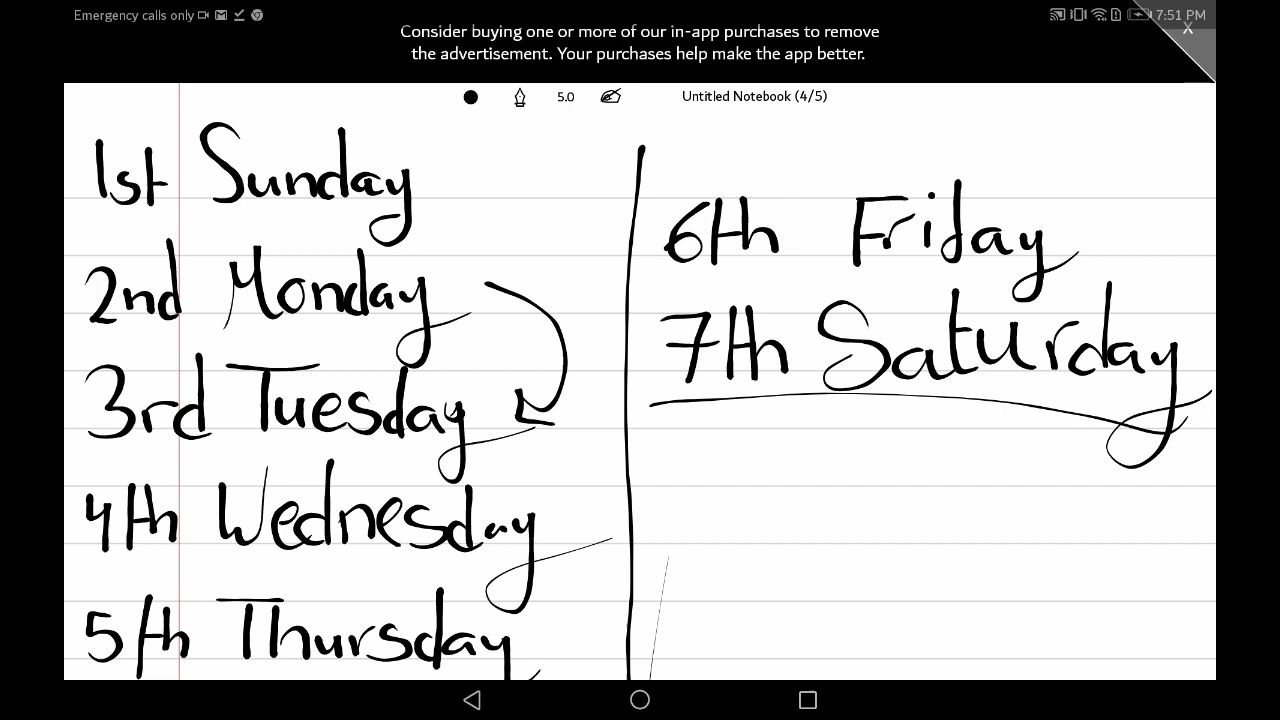 Emergency calls only
7:51 PM
Consider buying one or more of our in-app purchases to remove
the advertisement. Your purchases help make the app better.
X
5.0
Untitled Notebook (4/5)
1st Sunday
2nd Monday
3rd Tuesday
4th Wednesday
5th Thursday
6th Friday
7th Saturday